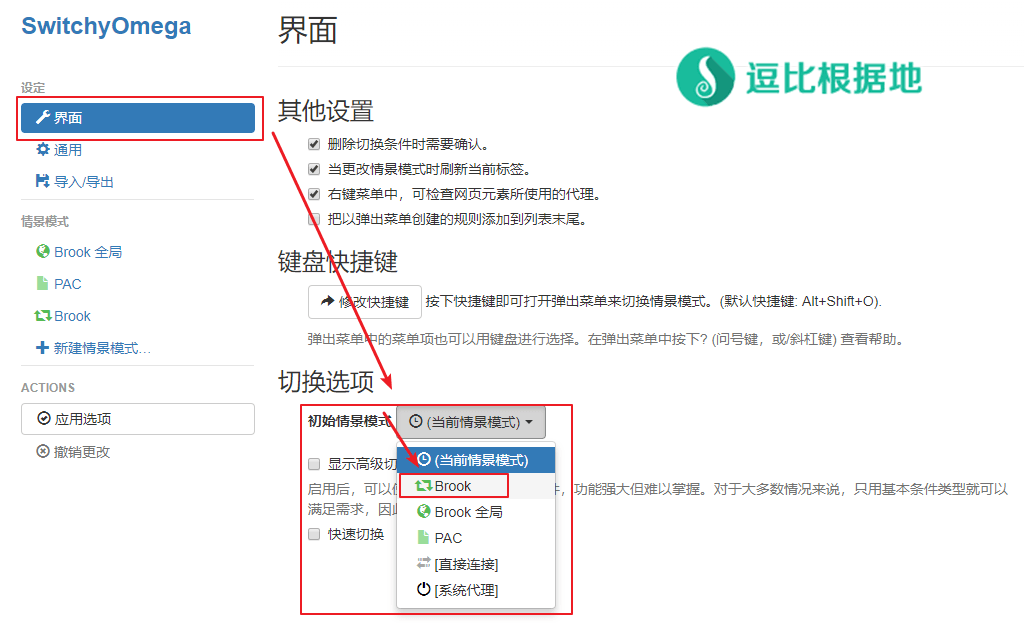 SwitchyOmega
设定
界面
通用
导入/导出
情景模式
Brook 全局
PAC
Brook
新建情景模式…
ACTIONS
应用选项
撤销更改
界面
逗比根据地
其他设置
删除切换条件时需要确认。
当更改情景模式时刷新当前标签。
右键菜单中，可检查网页元素所使用的代理。
把以弹出菜单创建的规则添加到列表末尾。
键盘快捷键
修改快捷键 按下快捷键即可打开弹出菜单来切换情景模式。(默认快捷键: Alt+Shift+O).
弹出菜单中的菜单项也可以用键盘进行选择。在弹出菜单中按下? (问号键，或/斜杠键) 查看帮助。
切换选项
初始情景模式 (当前情景模式)
显示高级切
启用后，可以 ，功能强大但难以掌握。对于大多数情况来说，只用基本条件类型就可以
满足需求，因
快速切换
(当前情景模式)
Brook
Brook 全局
PAC
[直接连接]
[系统代理]